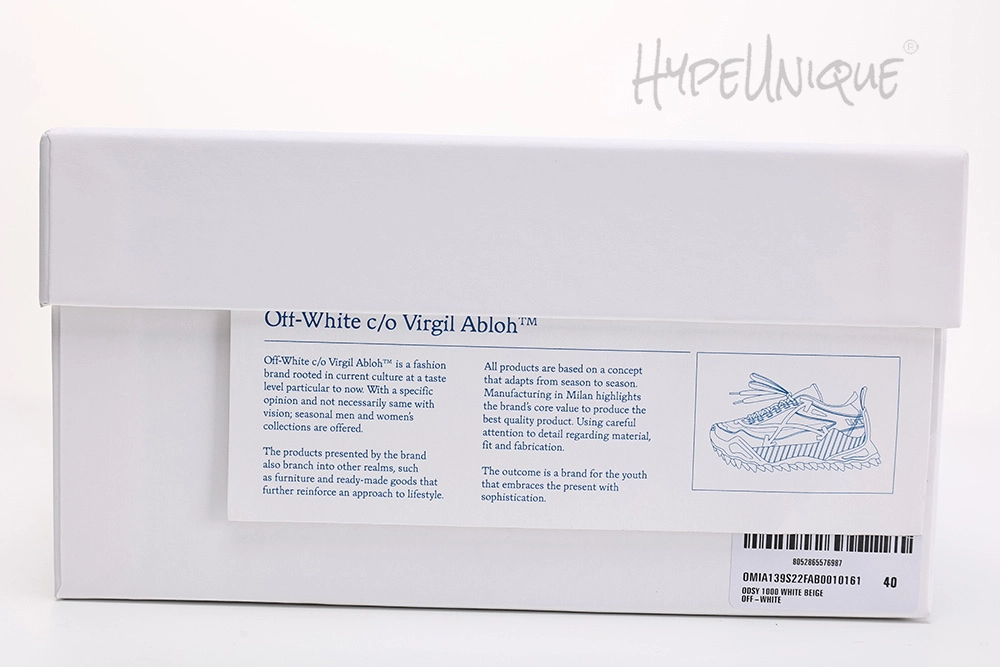 HYPEUNIQUE®
Off-White c/o Virgil Abloh™
Off-White c/o Virgil Abloh™ is a fashion
brand rooted in current culture at a taste
level particular to now. With a specific
opinion and not necessarily same with
vision; seasonal men and women's
collections are offered.
The products presented by the brand
also branch into other realms, such
as furniture and ready-made goods that
further reinforce an approach to lifestyle.
All products are based on a concept
that adapts from season to season.
Manufacturing in Milan highlights
the brand's core value to produce the
best quality product. Using careful
attention to detail regarding material,
fit and fabrication.
The outcome is a brand for the youth
that embraces the present with
sophistication.
8052865576987
OMIA139S22FAB0010161 40
ODSY 1000 WHITE BEIGE
OFF-WHITE